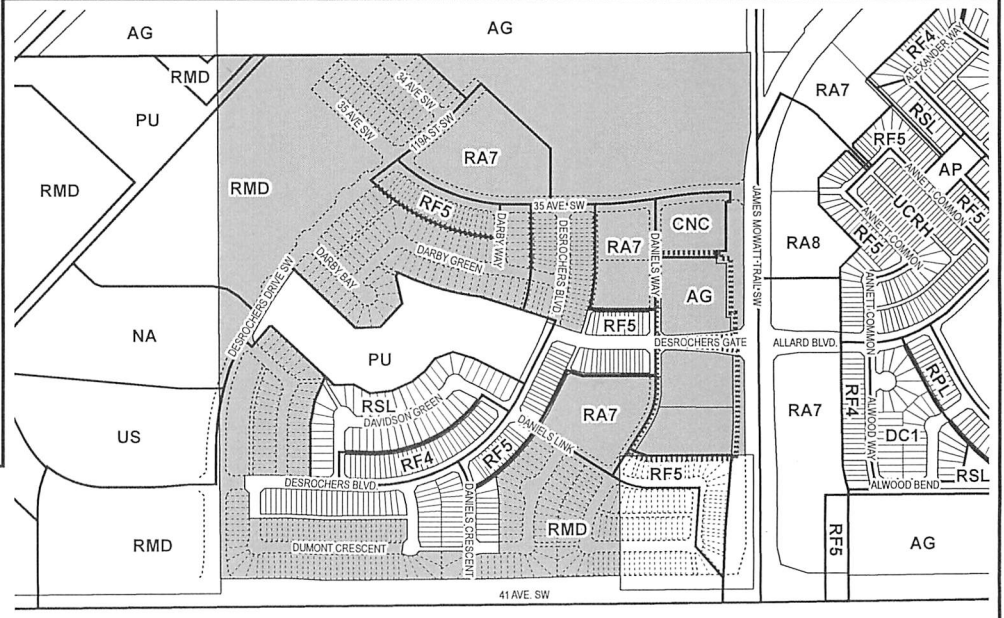 AG
AG
RF4
ALEXANDER WAY
RMD
PU
34 AVE SW
35 AVE SW
119A ST SW
RA7
RSL
RA7
RF5
AP
RMD
RMD
RF5
DARBY WAY
35 AVE. SW
DESROCHERS BLVD
RA7
DANIELS WAY
CNC
JAMES MOWATT TRAIL SW
RA8
ANNETT COMMON
UCRH
RF5
ANNETT COMMON
RF5
DARBY GREEN
DARBY BAY
AG
ANNETT COMMON
DESROCHERS DRIVE SW
NA
PU
RF5
DESROCHERS GATE
ALLARD BLVD.
RSL
DAVIDSON GREEN
RA7
RA7
RF4
ALWOOD WAY
RPL
DC1
US
RF4
RF5
DANIELS LINK
RF5
RSL
DESROCHERS BLVD.
DANIELS CRESCENT
ALWOOD BEND
RMD
DUMONT CRESCENT
RMD
RF5
AG
41 AVE. SW